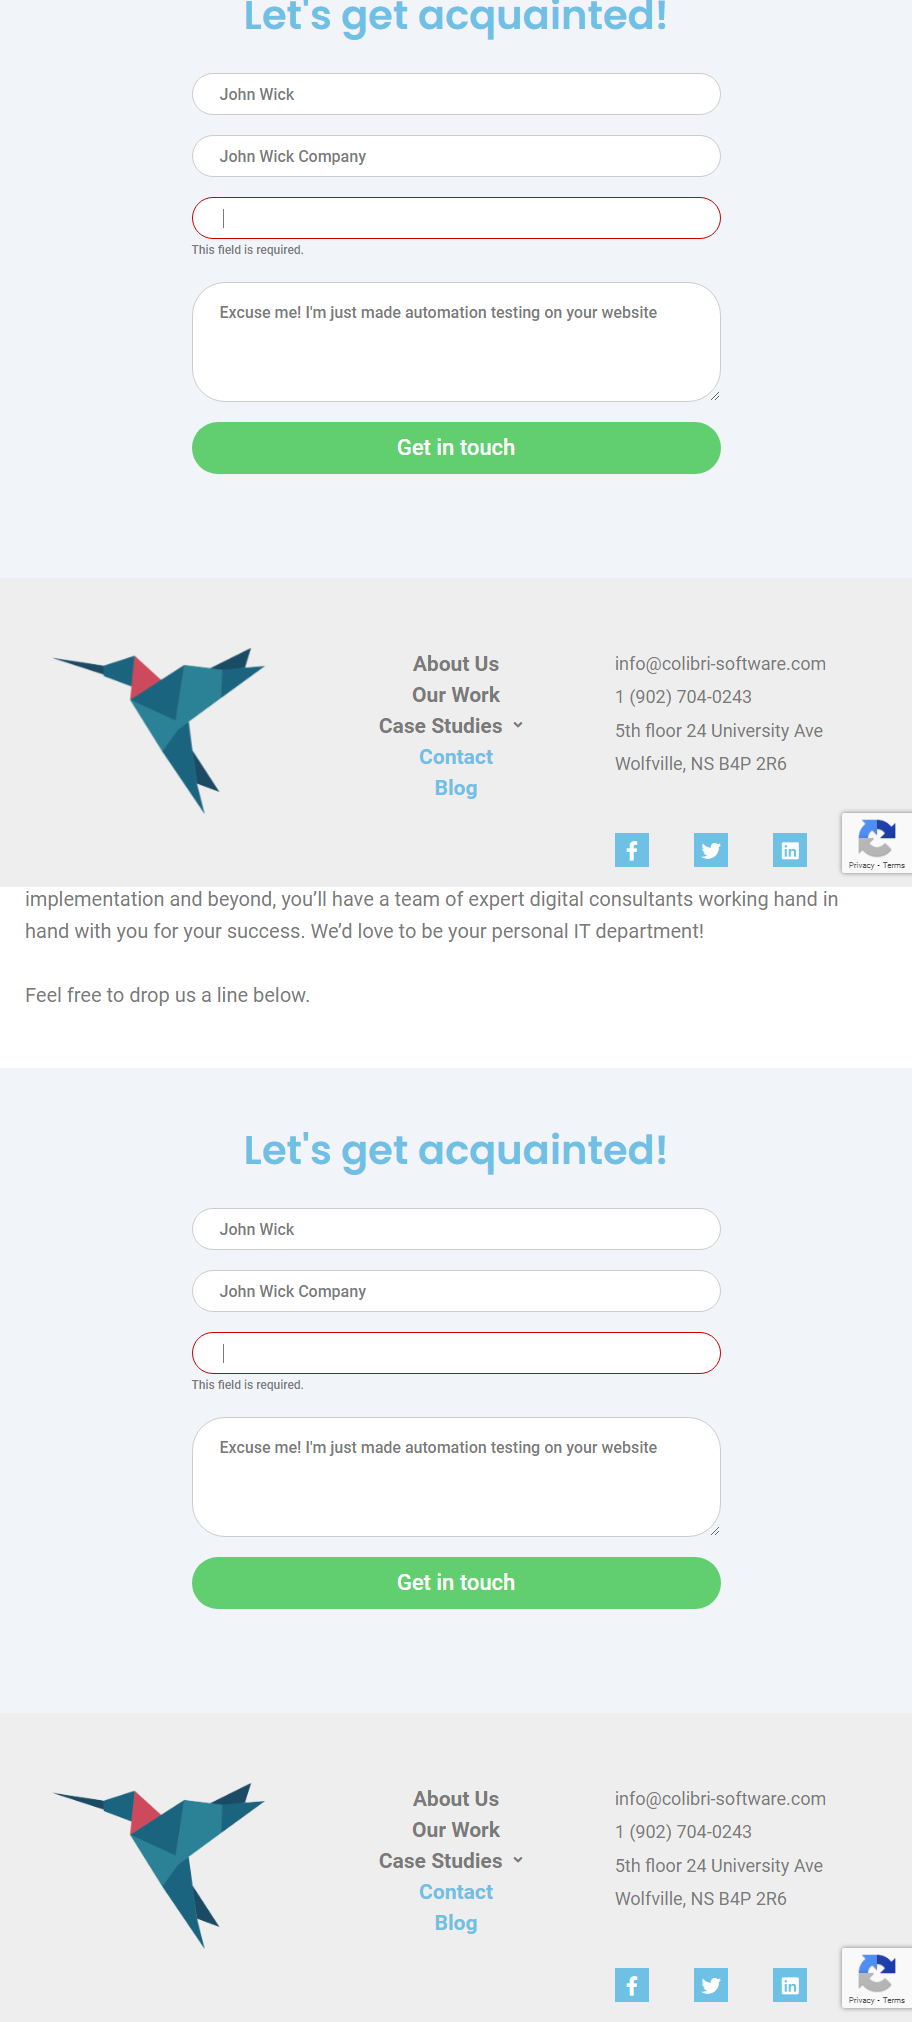 Let's get acquainted!
John Wick
John Wick Company
This field is required.
Excuse me! I'm just made automation testing on your website
Get in touch
About Us
Our Work
Case Studies
Contact
Blog
info@colibri-software.com
1 (902) 704-0243
5th floor 24 University Ave
Wolfville, NS B4P 2R6
Privacy - Terms
implementation and beyond, you’ll have a team of expert digital consultants working hand in
hand with you for your success. We’d love to be your personal IT department!
Feel free to drop us a line below.
Let's get acquainted!
John Wick
John Wick Company
This field is required.
Excuse me! I'm just made automation testing on your website
Get in touch
About Us
Our Work
Case Studies
Contact
Blog
info@colibri-software.com
1 (902) 704-0243
5th floor 24 University Ave
Wolfville, NS B4P 2R6
Privacy - Terms